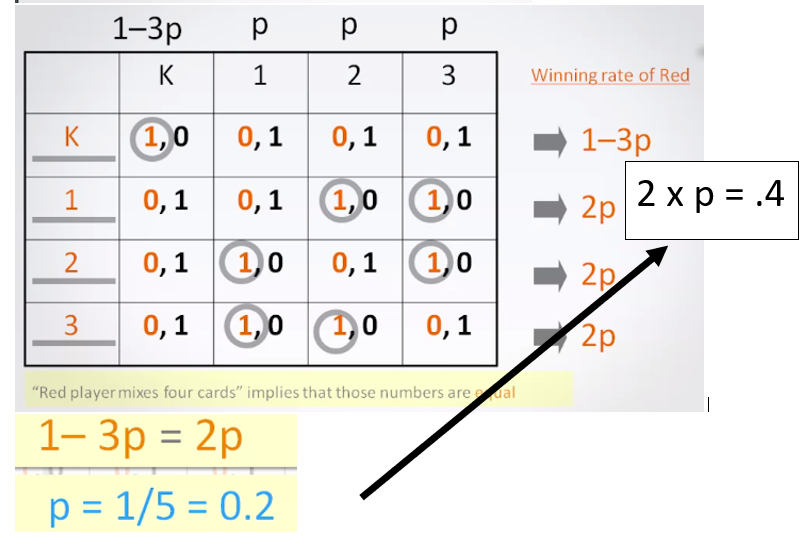 1–3p p p p
K 1 2 3 Winning rate of Red
K 1, 0 0, 1 0, 1 0, 1 1–3p
1 0, 1 0, 1 1, 0 1, 0 2p 2 x p = .4
2 0, 1 1, 0 0, 1 1, 0 2p
3 0, 1 1, 0 1, 0 0, 1 2p
“Red player mixes four cards” implies that those numbers are equal
1– 3p = 2p
p = 1/5 = 0.2